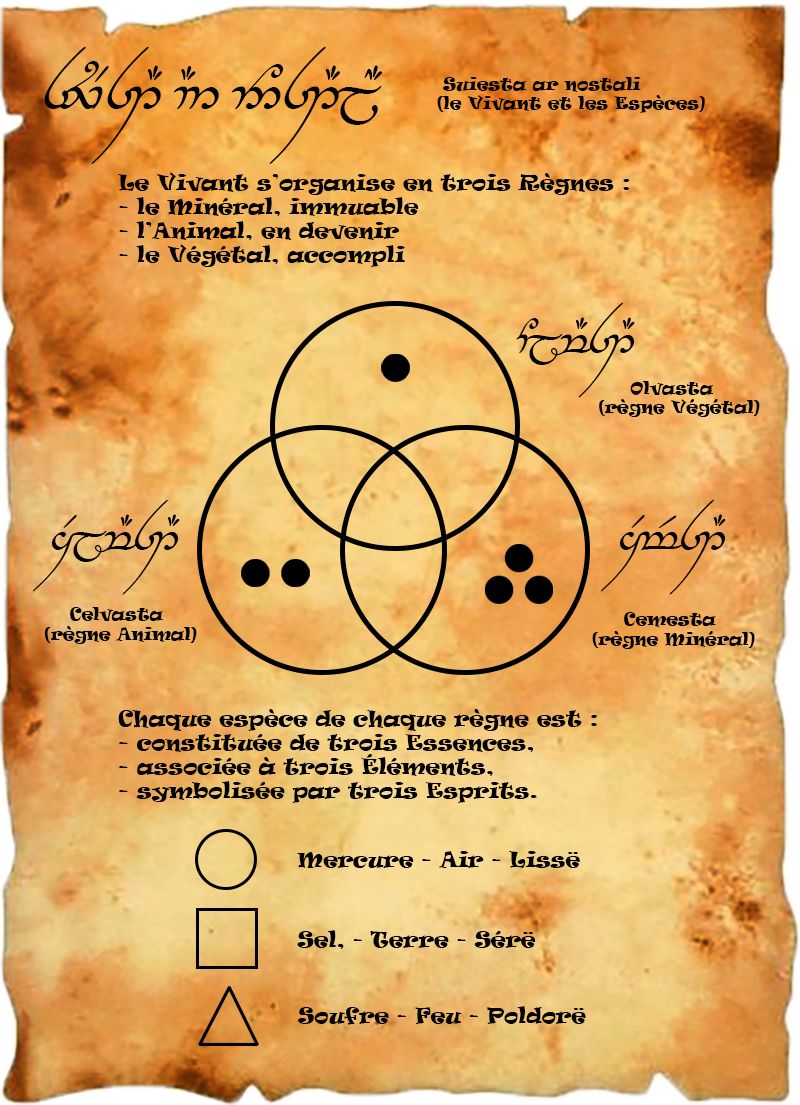 Suiesta ar nostali
(le Vivant et les Espèces)
Le Vivant s'organise en trois Règnes :
- le Minéral, immuable
- l'Animal, en devenir
- le Végétal, accompli
Olvasta
(règne Végétal)
Celvasta
(règne Animal)
Cemesta
(règne Minéral)
Chaque espèce de chaque règne est :
- constituée de trois Essences,
- associée à trois Éléments,
- symbolisée par trois Esprits.
Mercure - Air - Lissë
Sel, - Terre - Sérë
Soufre - Feu - Poldorë